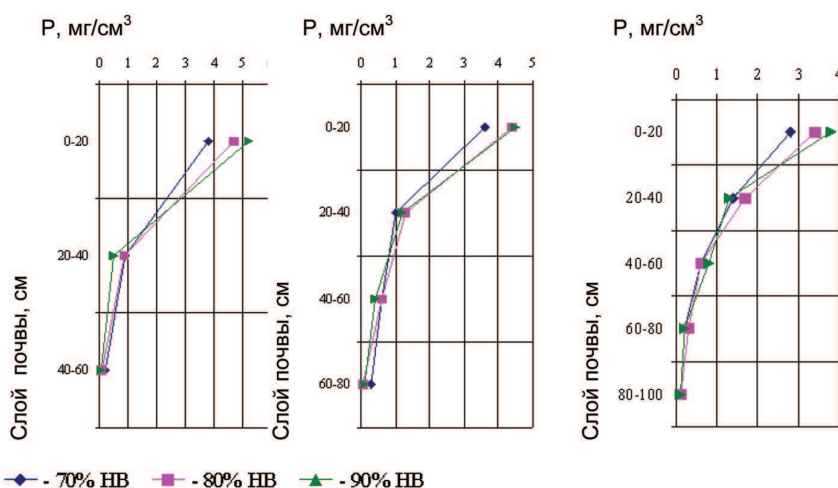 Р, мг/см³
0 1 2 3 4 5
0-20
20-40
40-60
Слой почвы, см
Р, мг/см³
0 1 2 3 4 5
0-20
20-40
40-60
60-80
Слой почвы, см
Р, мг/см³
0 1 2 3 4
0-20
20-40
40-60
60-80
80-100
Слой почвы, см
- 70% НВ - 80% НВ - 90% НВ